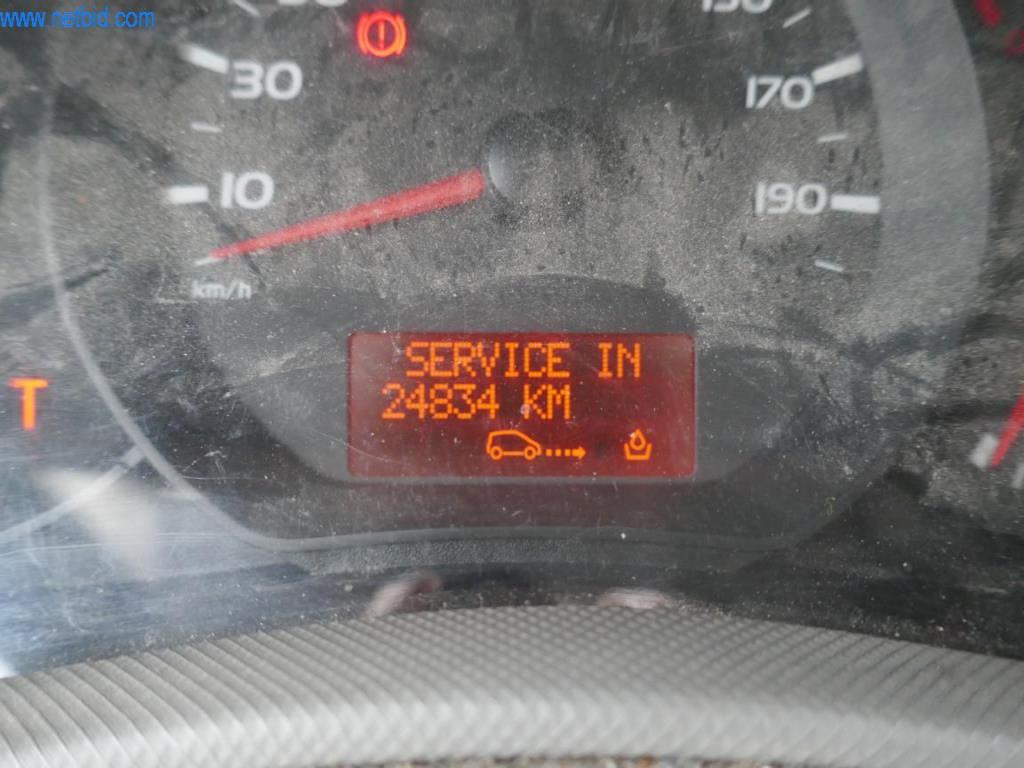 www.netbid.com
30
10
km/h
170
190
SERVICE IN
24834 KM
T